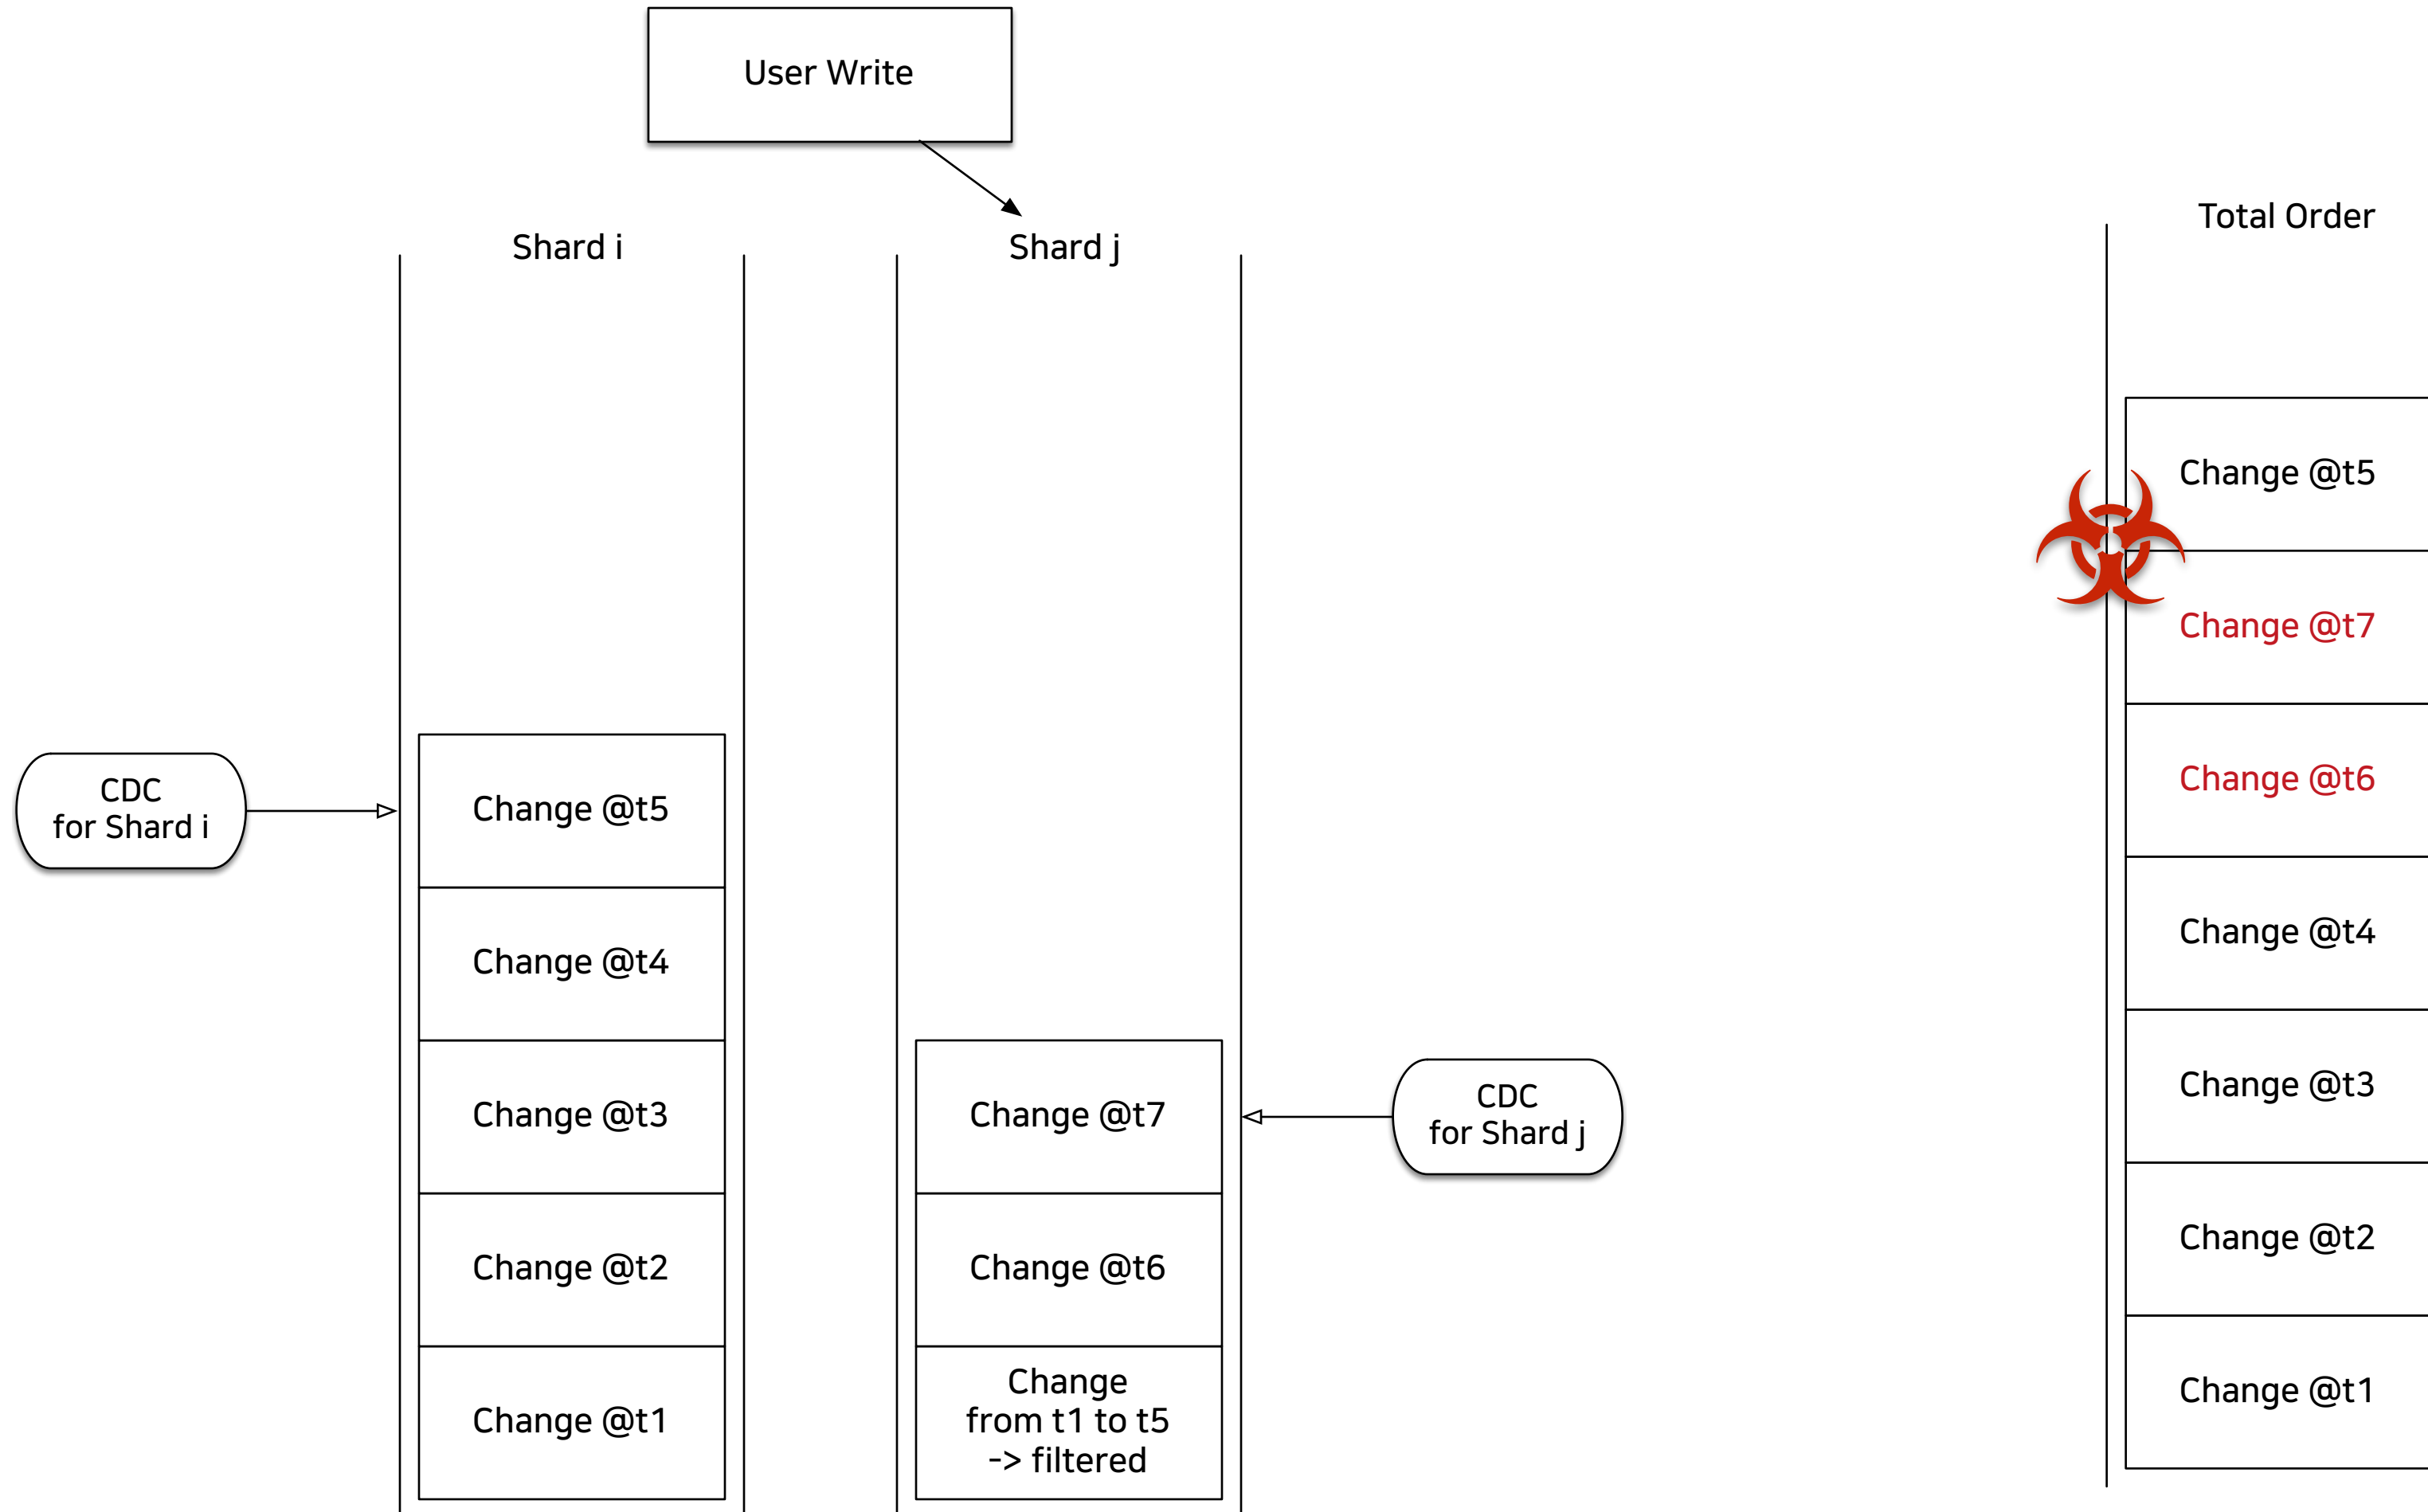 User Write
Shard i
Shard j
Total Order
CDC
for Shard i
Change @t5
Change @t4
Change @t3
Change @t2
Change @t1
Change @t7
Change @t6
Change
from t1 to t5
-> filtered
CDC
for Shard j
Change @t5
Change @t7
Change @t6
Change @t4
Change @t3
Change @t2
Change @t1